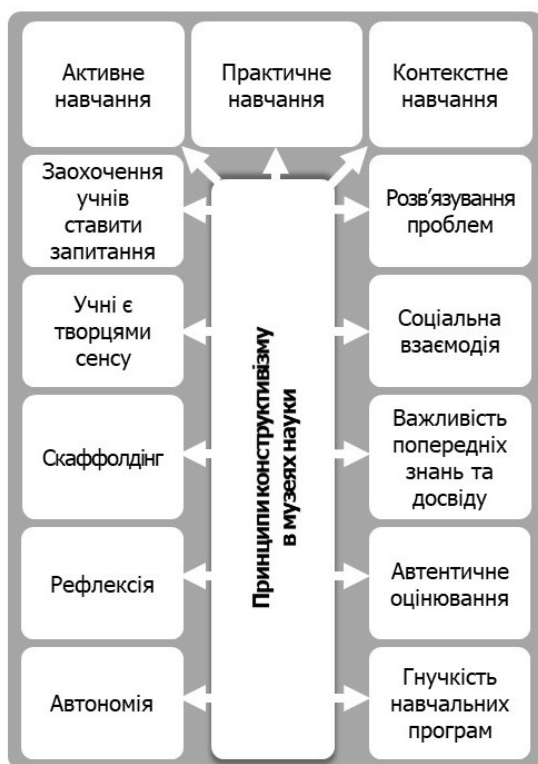 Активне
навчання
Практичне
навчання
Контекстне
навчання
Заохочення
учнів
ставити
запитання
Розв’язування
проблем
Учні є
творцями
сенсу
Соціальна
взаємодія
Принципи конструктивізму
в музеях науки
Скаффолдінг
Важливість
попередніх
знань та
досвіду
Рефлексія
Автентичне
оцінювання
Автономія
Гнучкість
навчальних
програм